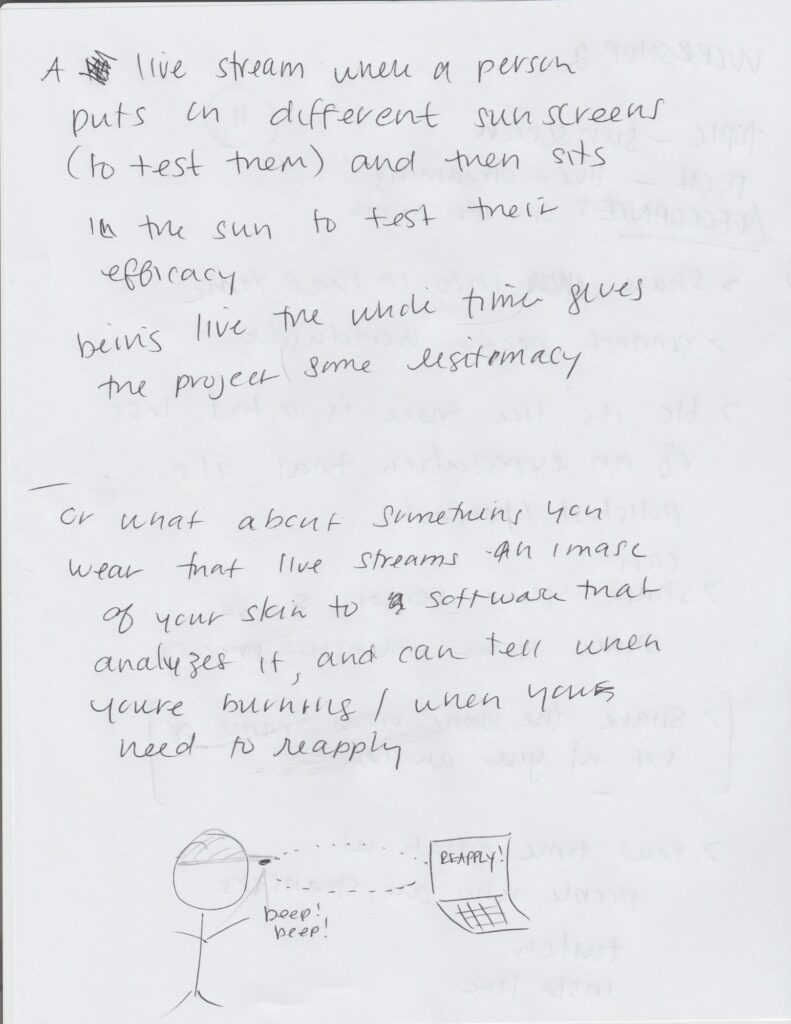 A live stream where a person
puts on different sunscreens
(to test them) and then sits
in the sun to test their
efficacy
being live the whole time gives
the project some legitimacy
or what about something you
wear that live streams an image
of your skin to software that
analyzes it, and can tell when
youre burning / when you
need to reapply
REAPPLY!
beep!
beep!